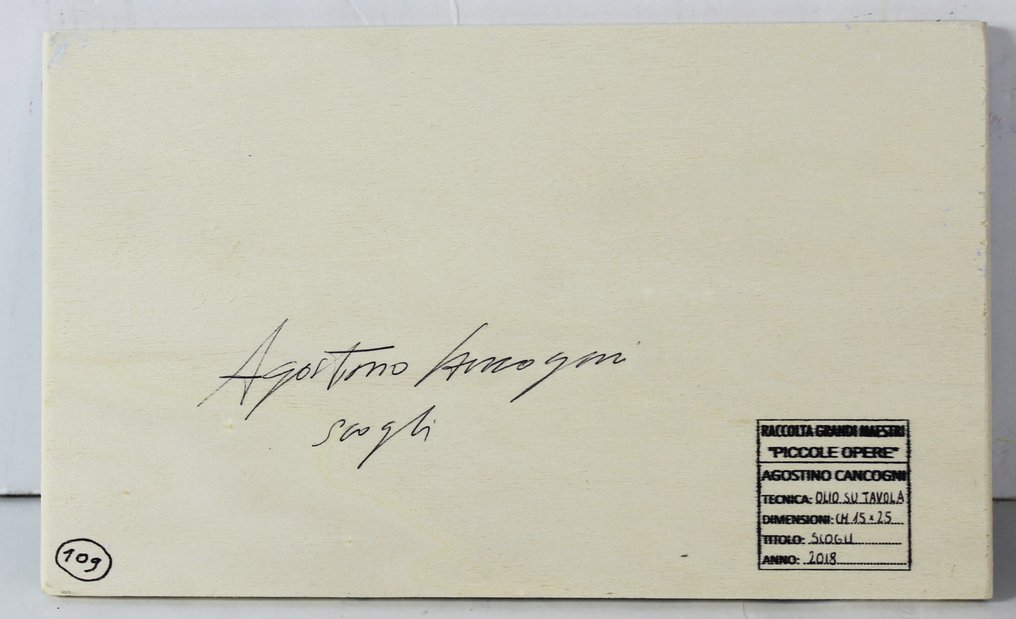 Agostino Cancogni
scogli
109
RACCOLTA GRANDI MAESTRI
"PICCOLE OPERE"
AGOSTINO CANCOGNI
TECNICA: OLIO SU TAVOLA
DIMENSIONI: CM 15 x 25
TITOLO: SCOGLI
ANNO: 2018